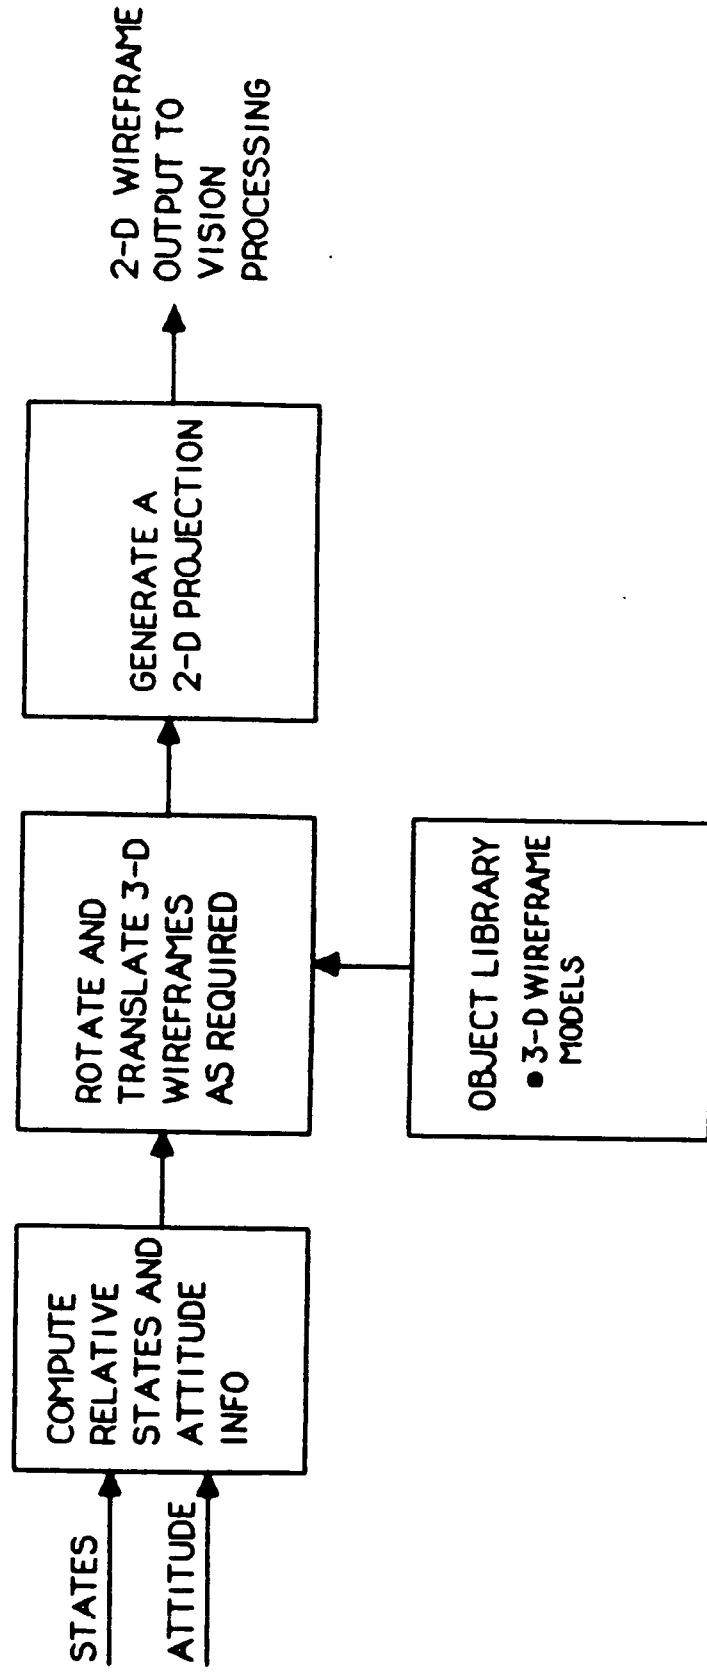 STATES
ATTITUDE
COMPUTE
RELATIVE
STATES AND
ATTITUDE
INFO
ROTATE AND
TRANSLATE 3-D
WIREFRAMES
AS REQUIRED
OBJECT LIBRARY
• 3-D WIREFRAME
MODELS
GENERATE A
2-D PROJECTION
2-D WIREFRAME
OUTPUT TO
VISION
PROCESSING